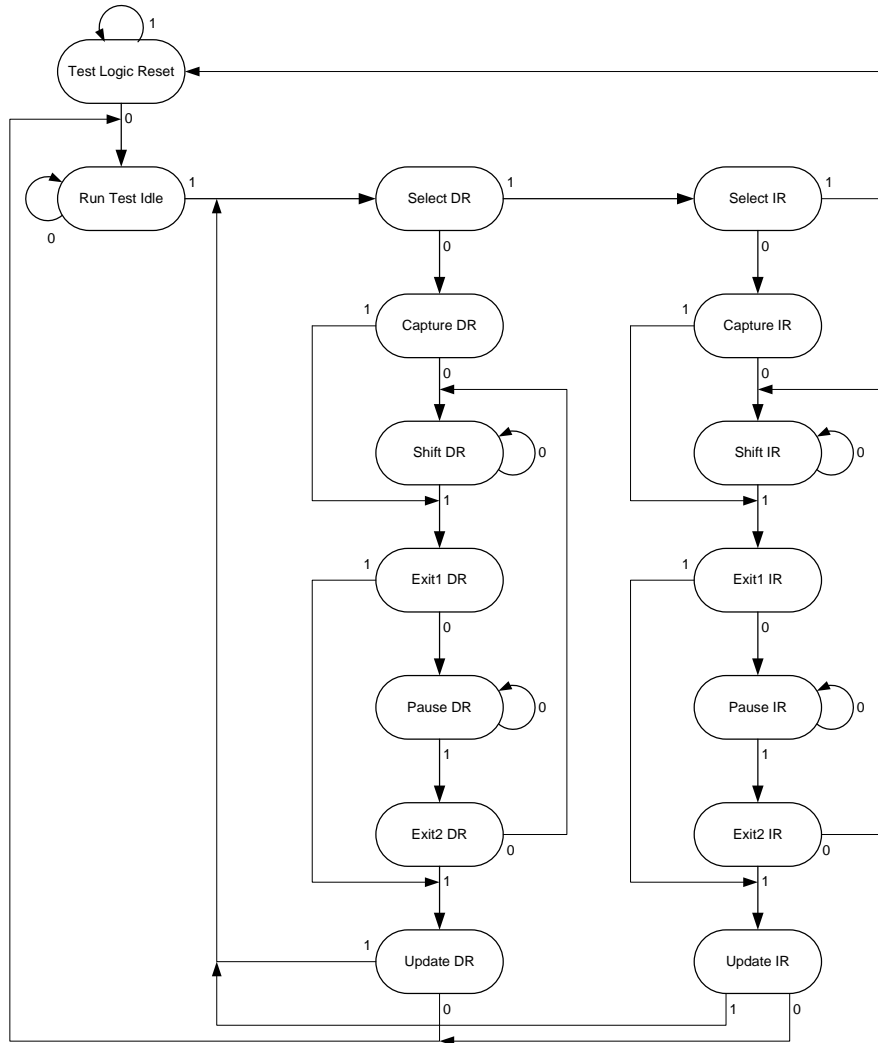 1
Test Logic Reset
0
Run Test Idle
1
0
Select DR
1
Select IR
1
0
0
1
Capture DR
1
Capture IR
0
0
Shift DR
0
Shift IR
0
1
1
1
Exit1 DR
1
Exit1 IR
0
0
Pause DR
0
Pause IR
0
1
1
Exit2 DR
0
Exit2 IR
0
1
1
1
Update DR
Update IR
0
1
0